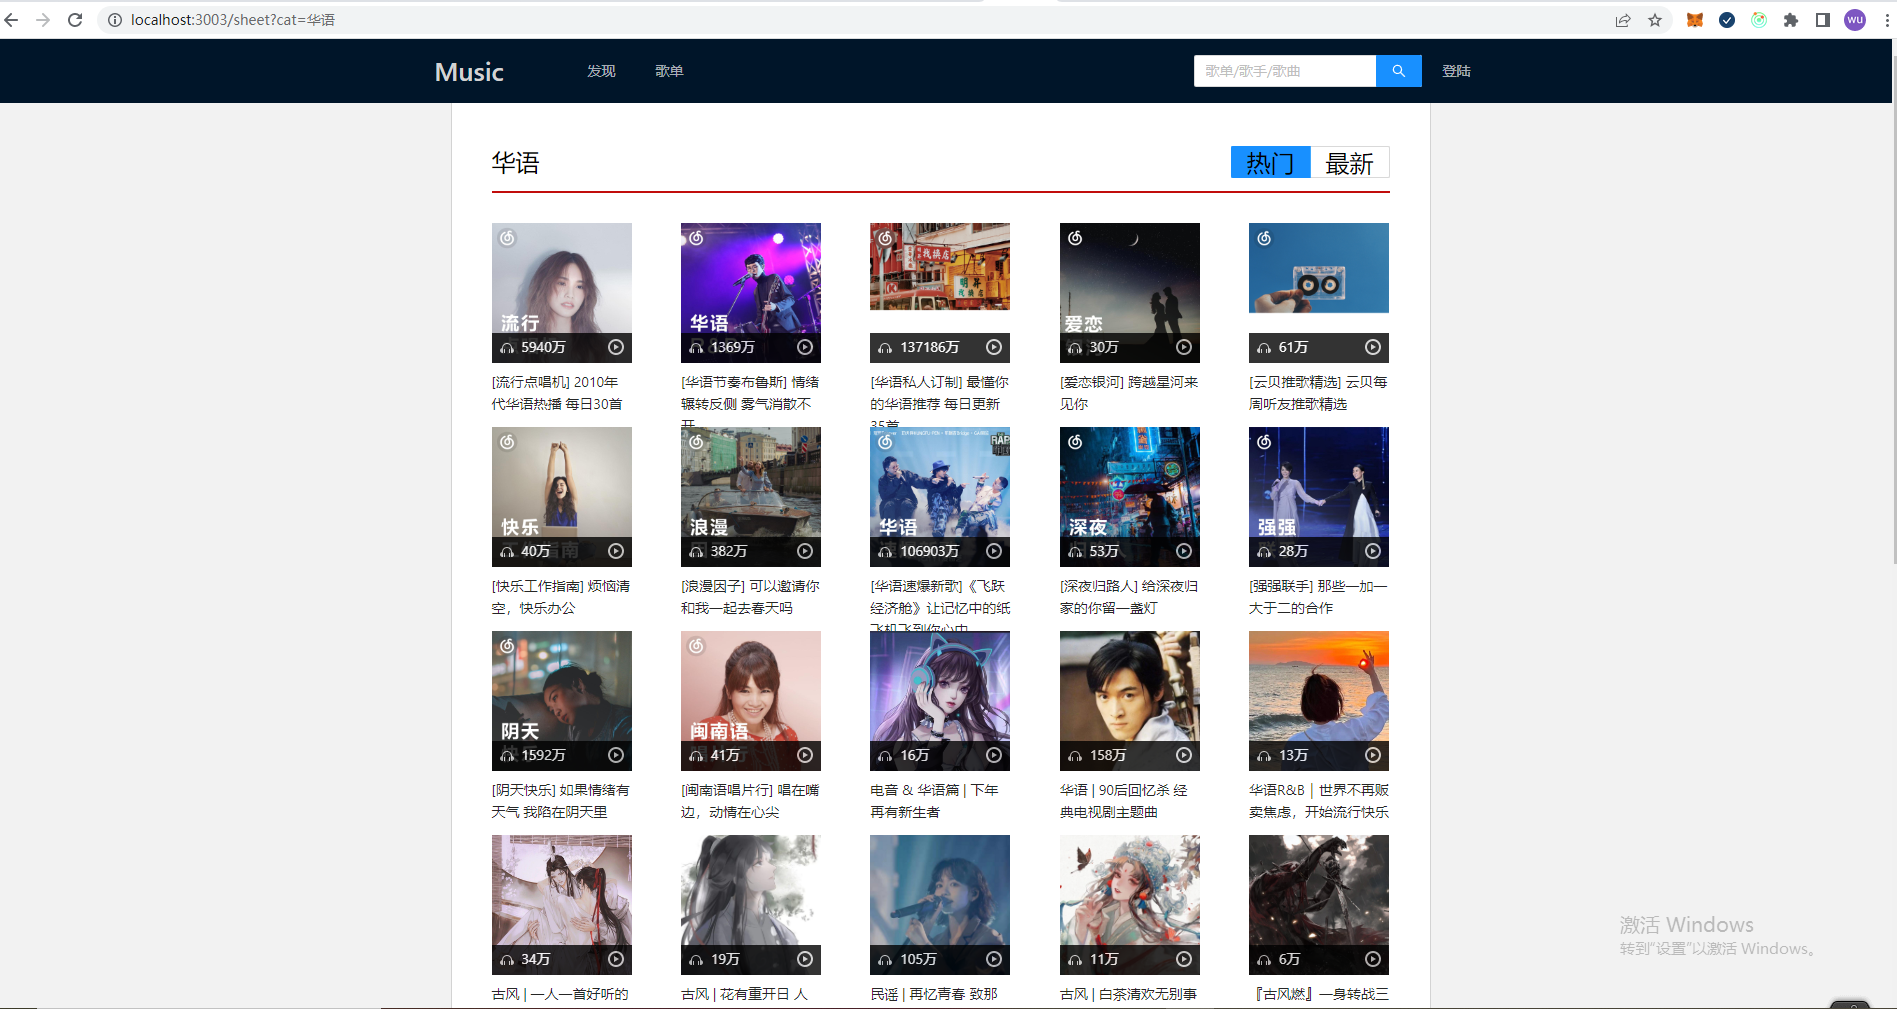 localhost:3003/sheet?cat=华语
wu
Music
发现
歌单
歌单/歌手/歌曲
登陆
华语
热门
最新
流行
华语
找换店
明昇
找换店
爱恋
5940万
1369万
137186万
30万
61万
[流行点唱机] 2010年
代华语热播 每日30首
[华语节奏布鲁斯] 情绪
辗转反侧 雾气消散不
开
[华语私人订制] 最懂你
的华语推荐 每日更新
35首
[爱恋银河] 跨越星河来
见你
[云贝推歌精选] 云贝每
周听友推歌精选
RAP
快乐
浪漫
华语
深夜
强强
40万
382万
106903万
53万
28万
[快乐工作指南] 烦恼清
空，快乐办公
[浪漫因子] 可以邀请你
和我一起去春天吗
[华语速爆新歌]《飞跃
经济舱》让记忆中的纸
飞机飞到你心中
[深夜归路人] 给深夜归
家的你留一盏灯
[强强联手] 那些一加一
大于二的合作
阴天
闽南语
1592万
41万
16万
158万
13万
[阴天快乐] 如果情绪有
天气 我陷在阴天里
[闽南语唱片行] 唱在嘴
边，动情在心尖
电音 & 华语篇 | 下年
再有新生者
华语 | 90后回忆杀 经
典电视剧主题曲
华语R&B | 世界不再贩
卖焦虑，开始流行快乐
34万
19万
105万
11万
6万
古风 | 一人一首好听的
古风 | 花有重开日 人
民谣 | 再忆青春 致那
古风 | 白茶清欢无别事
『古风燃』一身转战三
激活 Windows
转到"设置"以激活 Windows。